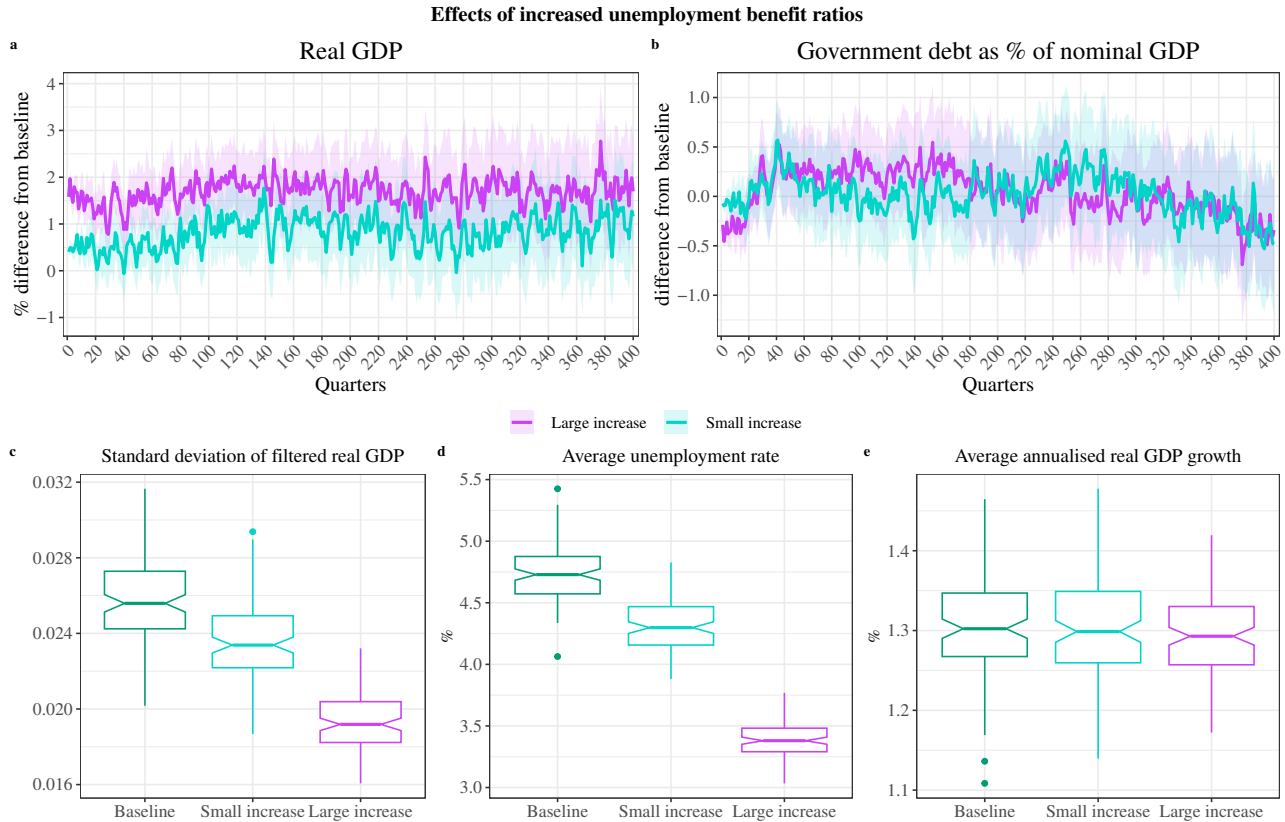 Effects of increased unemployment benefit ratios
a
Real GDP
b
Government debt as % of nominal GDP
% difference from baseline
4
3
2
1
0
−1
0 20 40 60 80 100 120 140 160 180 200 220 240 260 280 300 320 340 360 380 400
Quarters
difference from baseline
1.0
0.5
0.0
−0.5
−1.0
0 20 40 60 80 100 120 140 160 180 200 220 240 260 280 300 320 340 360 380 400
Quarters
Large increase Small increase
c
Standard deviation of filtered real GDP
0.032
0.028
0.024
0.020
0.016
Baseline Small increase Large increase
d
Average unemployment rate
%
5.5
5.0
4.5
4.0
3.5
3.0
Baseline Small increase Large increase
e
Average annualised real GDP growth
%
1.4
1.3
1.2
1.1
Baseline Small increase Large increase